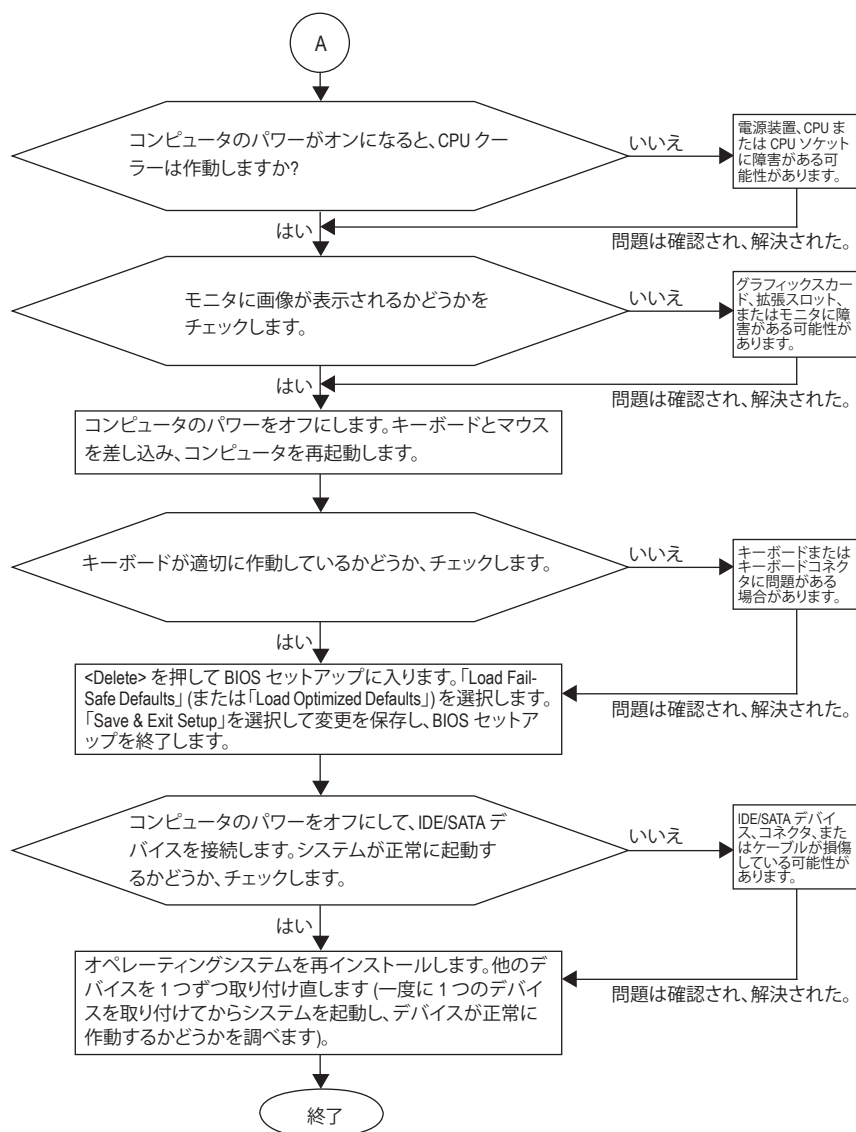 A
コンピュータのパワーがオンになると、CPU クー
ラーは作動しますか?
いいえ
電源装置、CPU ま
たは CPU ソケット
に障害がある可
能性があります。
はい
問題は確認され、解決された。
モニタに画像が表示されるかどうかを
チェックします。
いいえ
グラフィックスカー
ド、拡張スロット、
またはモニタに障
害がある可能性が
あります。
はい
問題は確認され、解決された。
コンピュータのパワーをオフにします。キーボードとマウス
を差し込み、コンピュータを再起動します。
キーボードが適切に作動しているかどうか、チェックします。
いいえ
キーボードまたは
キーボードコネク
タに問題がある
場合があります。
はい
<Delete> を押して BIOS セットアップに入ります。「Load Fail-
Safe Defaults」 (または「Load Optimized Defaults」) を選択します。
「Save & Exit Setup」を選択して変更を保存し、BIOS セットア
ップを終了します。
問題は確認され、解決された。
コンピュータのパワーをオフにして、IDE/SATA デ
バイスを接続します。システムが正常に起動す
るかどうか、チェックします。
いいえ
IDE/SATA デバイ
ス、コネクタ、また
はケーブルが損傷
している可能性が
あります。
はい
オペレーティングシステムを再インストールします。他のデ
バイスを 1 つずつ取り付け直します (一度に 1 つのデバイ
スを取り付けてからシステムを起動し、デバイスが正常に
作動するかどうかを調べます)。
問題は確認され、解決された。
終了